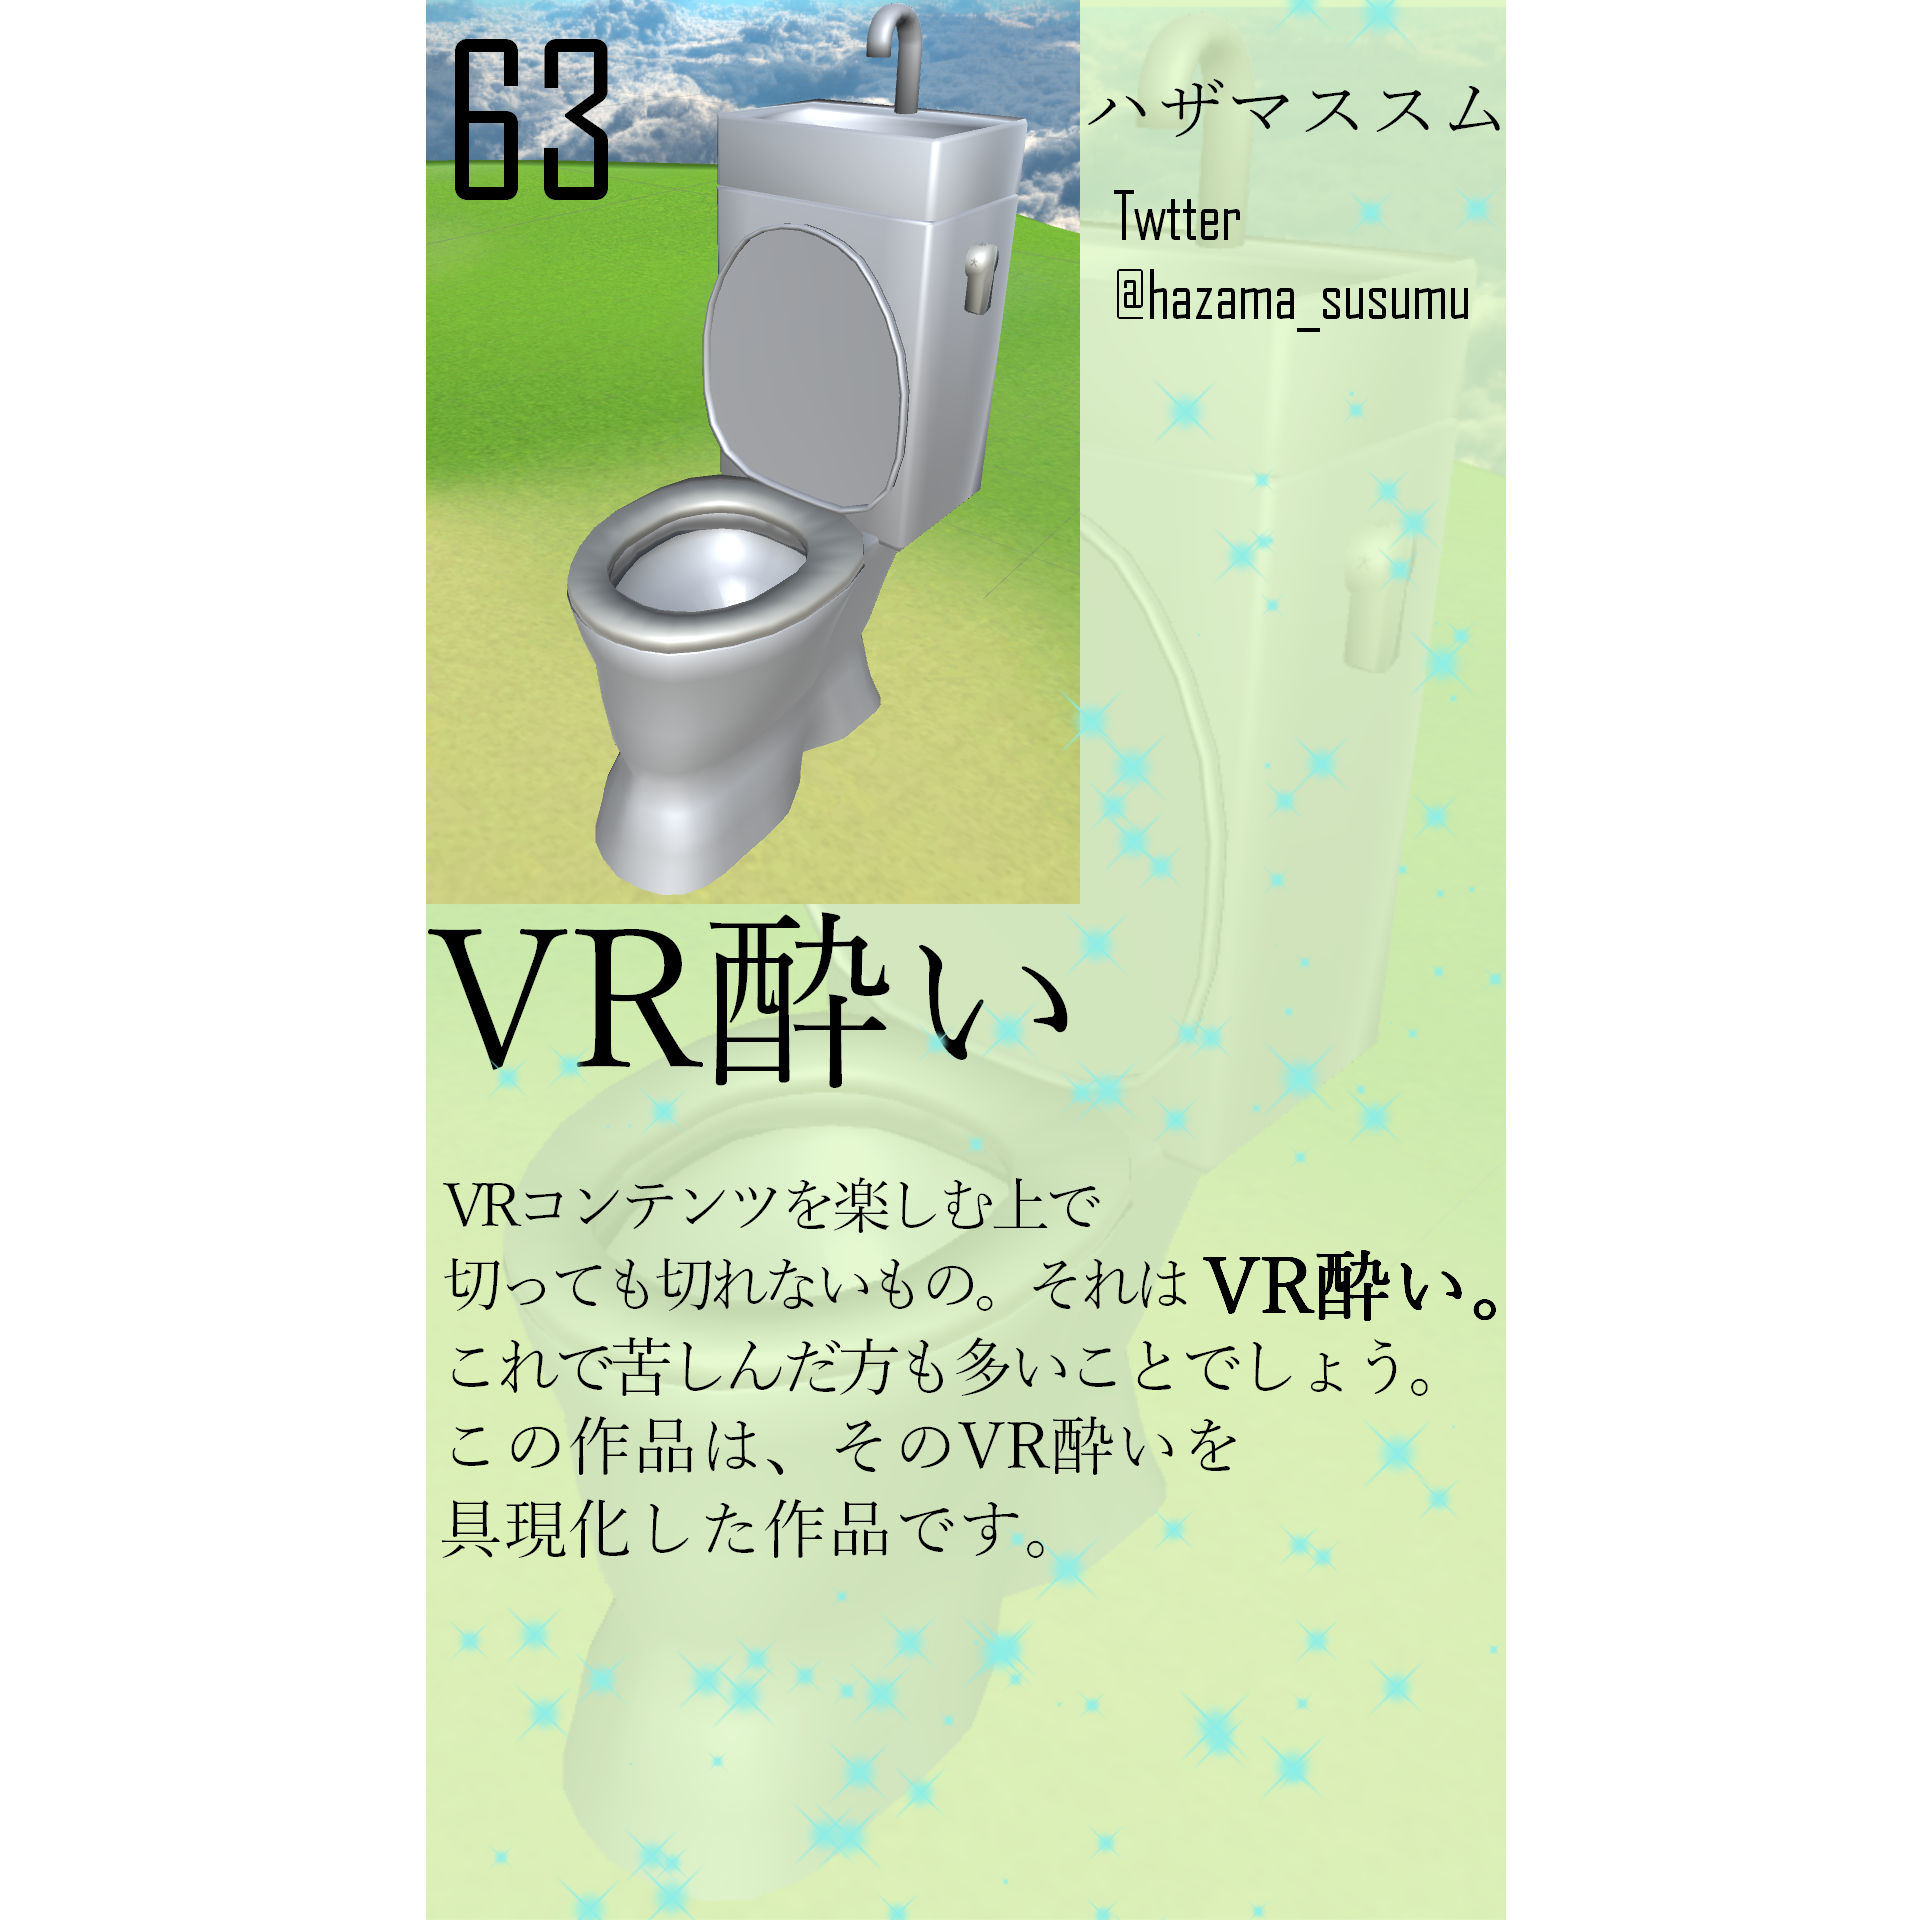 63
ハザマススム
Twtter
@hazama_susumu
VR酔い
VRコンテンツを楽しむ上で
切っても切れないもの。それは VR酔い。
これで苦しんだ方も多いことでしょう。
この作品は、そのVR酔いを
具現化した作品です。